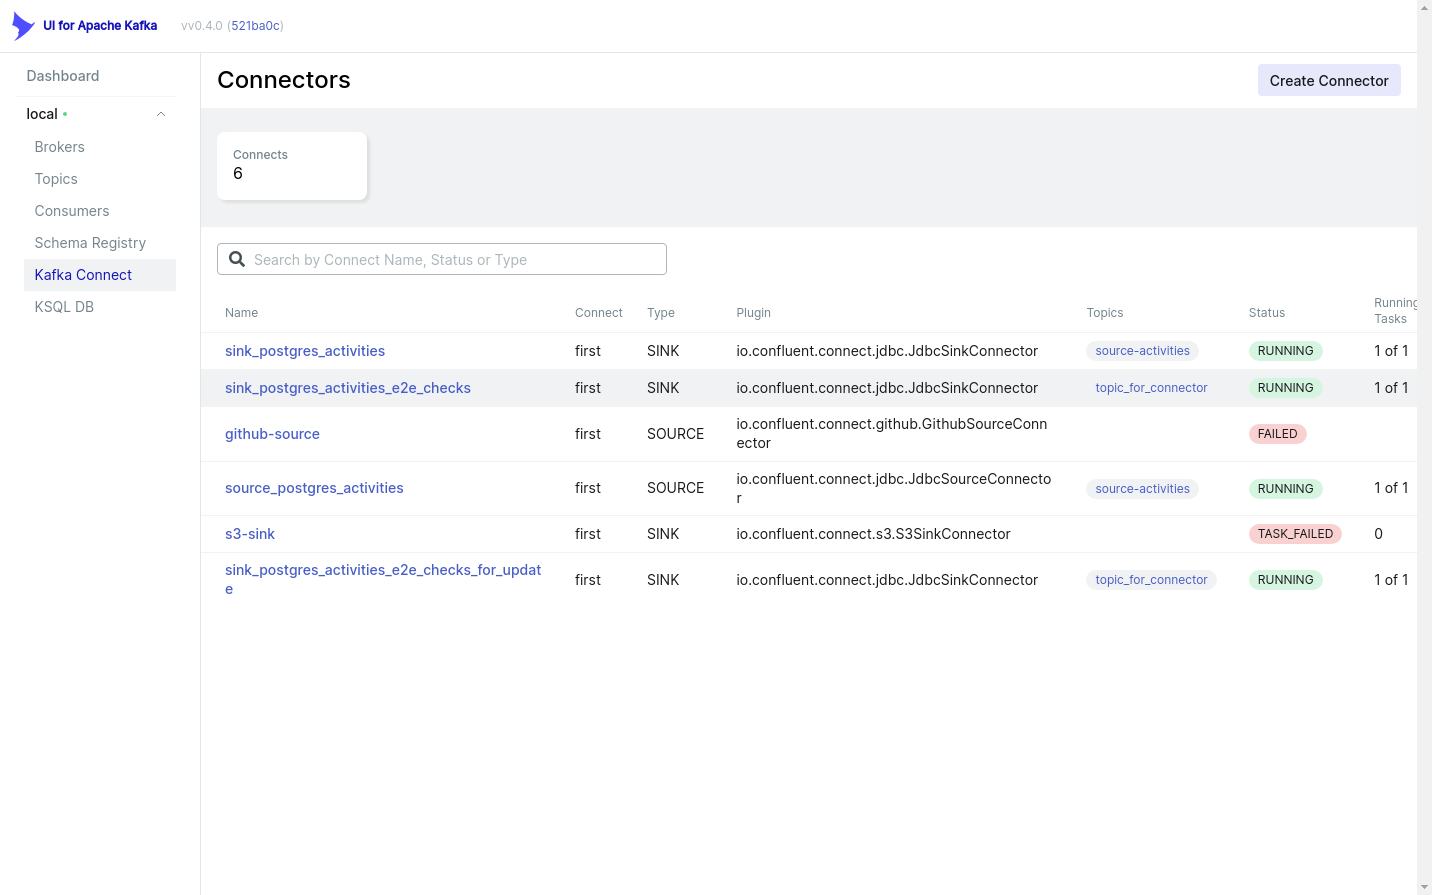 UI for Apache Kafka vv0.4.0 (521ba0c)
Dashboard
local
Brokers
Topics
Consumers
Schema Registry
Kafka Connect
KSQL DB
Connectors
Create Connector
Connects
6
Search by Connect Name, Status or Type
Name Connect Type Plugin Topics Status Running
Tasks
sink_postgres_activities first SINK io.confluent.connect.jdbc.JdbcSinkConnector source-activities RUNNING 1 of 1
sink_postgres_activities_e2e_checks first SINK io.confluent.connect.jdbc.JdbcSinkConnector topic_for_connector RUNNING 1 of 1
github-source first SOURCE io.confluent.connect.github.GithubSourceConn FAILED
ector
source_postgres_activities first SOURCE io.confluent.connect.jdbc.JdbcSourceConnecto source-activities RUNNING 1 of 1
r
s3-sink first SINK io.confluent.connect.s3.S3SinkConnector TASK_FAILED 0
sink_postgres_activities_e2e_checks_for_updat first SINK io.confluent.connect.jdbc.JdbcSinkConnector topic_for_connector RUNNING 1 of 1
e